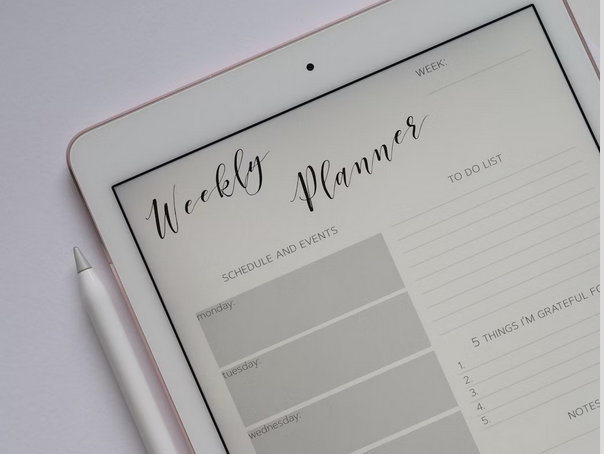 WEEK:
Weekly Planner
SCHEDULE AND EVENTS
monday:
tuesday:
wednesday:
TO DO LIST
5 THINGS I'M GRATEFUL FO
1.
2.
3.
4.
5.
NOTES